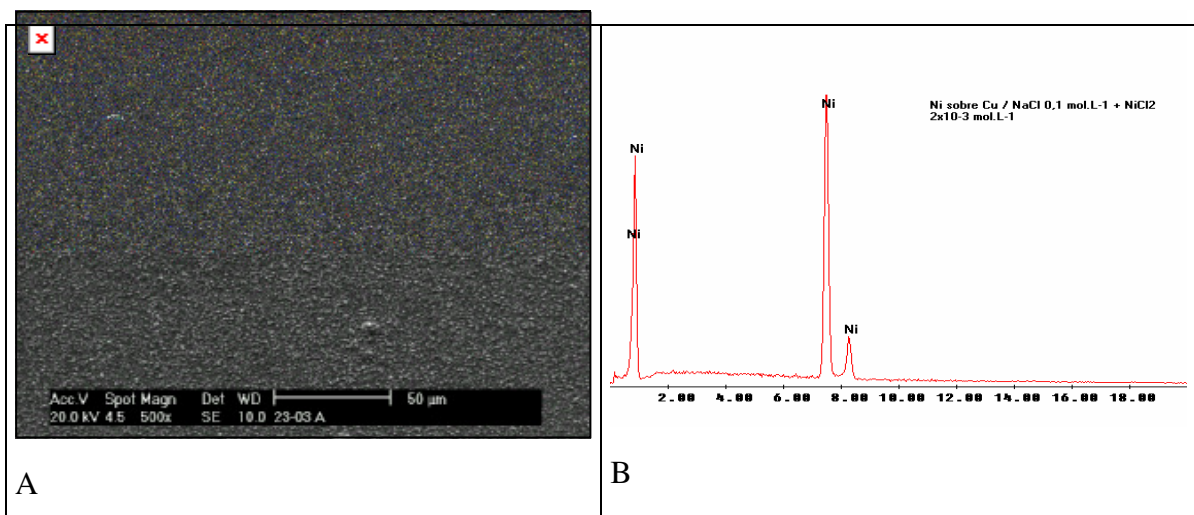 Acc.V Spot Magn Det WD 50 µm
20.0 kV 4.5 500x SE 10.0 23-03 A
A
Ni sobre Cu / NaCl 0,1 mol.L-1 + NiCl2
2x10-3 mol.L-1
Ni
Ni
Ni
Ni
2.00 4.00 6.00 8.00 10.00 12.00 14.00 16.00 18.00
B